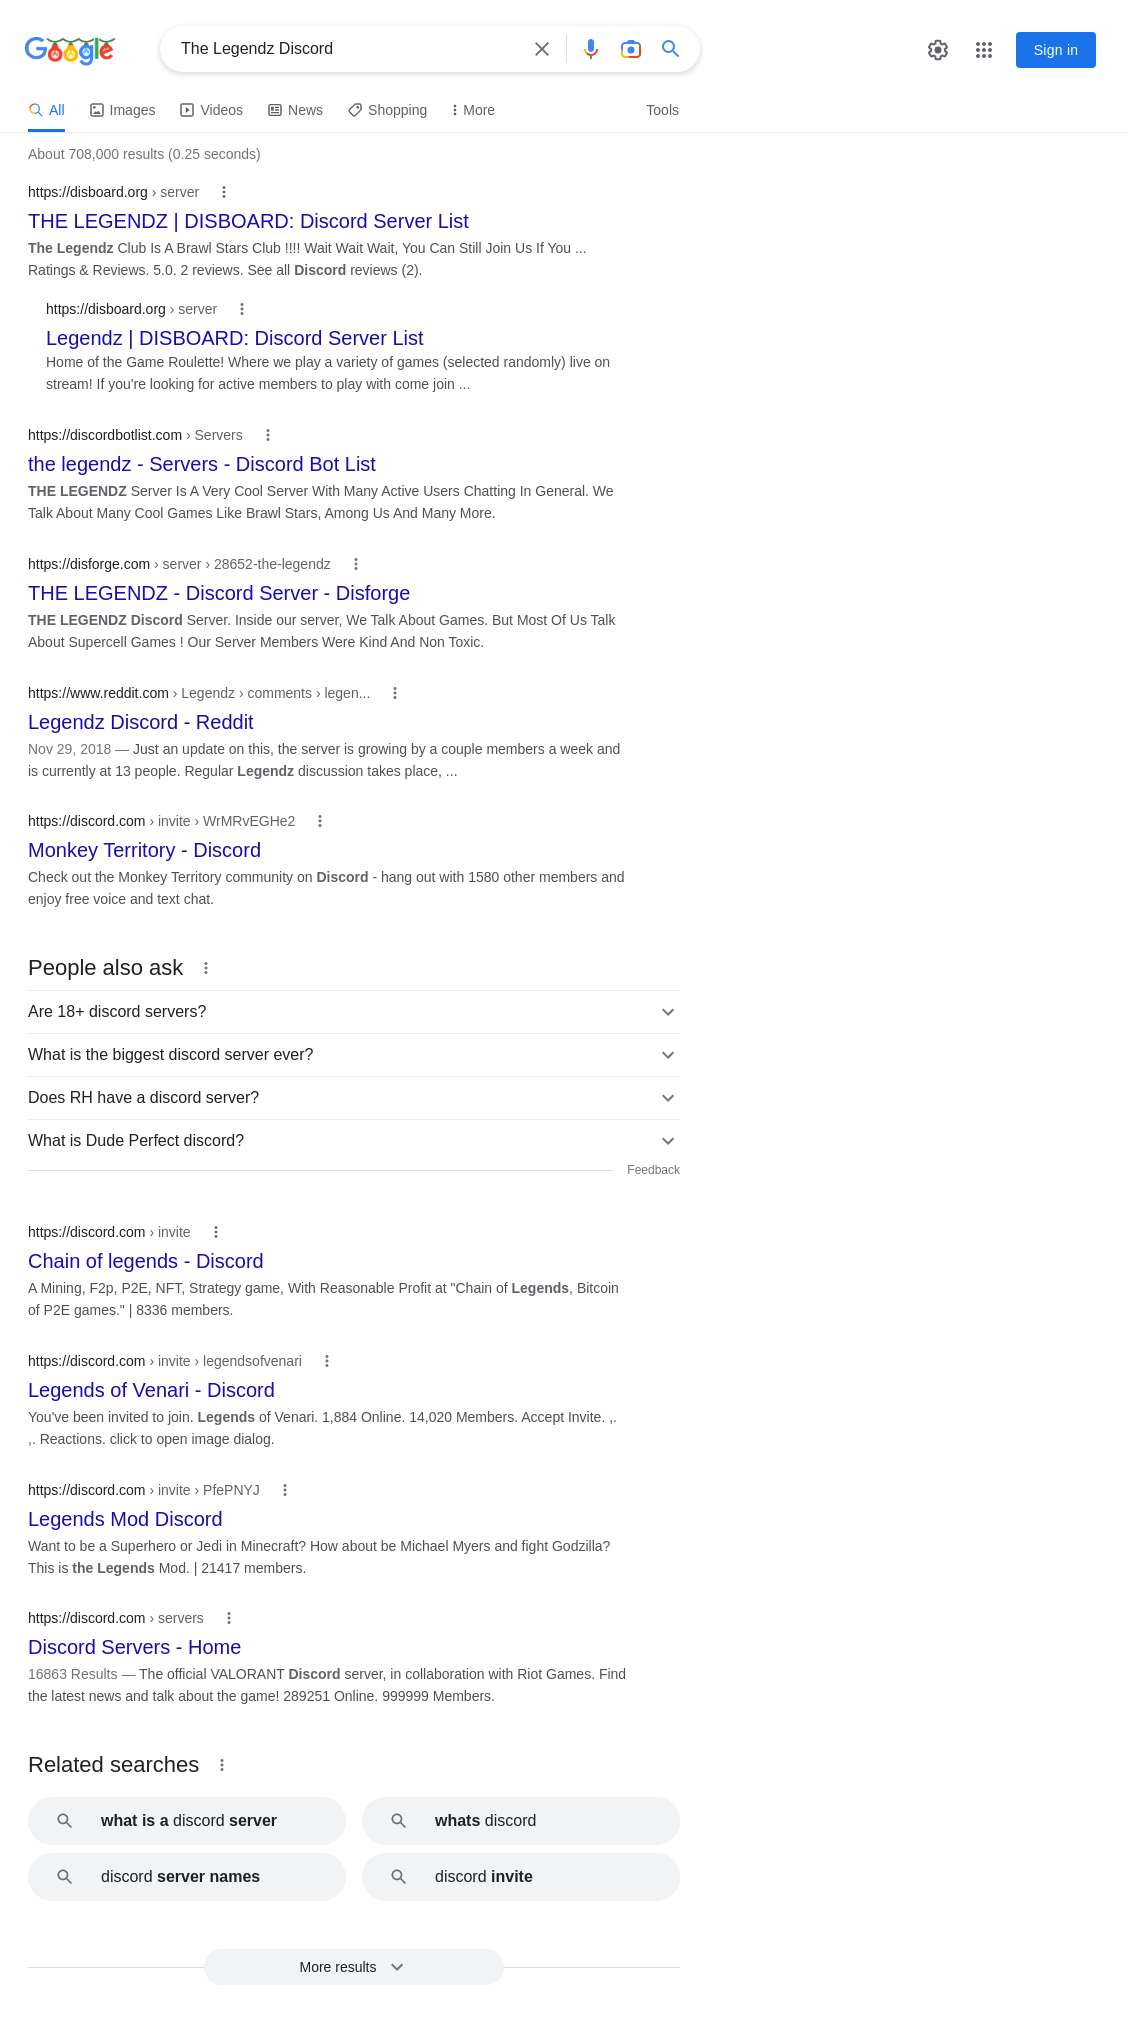 Google
The Legendz Discord
Sign in
All
Images
Videos
News
Shopping
More
Tools
About 708,000 results (0.25 seconds)
https://disboard.org › server
THE LEGENDZ | DISBOARD: Discord Server List
The Legendz Club Is A Brawl Stars Club !!!! Wait Wait Wait, You Can Still Join Us If You ...
Ratings & Reviews. 5.0. 2 reviews. See all Discord reviews (2).
https://disboard.org › server
Legendz | DISBOARD: Discord Server List
Home of the Game Roulette! Where we play a variety of games (selected randomly) live on
stream! If you're looking for active members to play with come join ...
https://discordbotlist.com › Servers
the legendz - Servers - Discord Bot List
THE LEGENDZ Server Is A Very Cool Server With Many Active Users Chatting In General. We
Talk About Many Cool Games Like Brawl Stars, Among Us And Many More.
https://disforge.com › server › 28652-the-legendz
THE LEGENDZ - Discord Server - Disforge
THE LEGENDZ Discord Server. Inside our server, We Talk About Games. But Most Of Us Talk
About Supercell Games ! Our Server Members Were Kind And Non Toxic.
https://www.reddit.com › Legendz › comments › legen...
Legendz Discord - Reddit
Nov 29, 2018 — Just an update on this, the server is growing by a couple members a week and
is currently at 13 people. Regular Legendz discussion takes place, ...
https://discord.com › invite › WrMRvEGHe2
Monkey Territory - Discord
Check out the Monkey Territory community on Discord - hang out with 1580 other members and
enjoy free voice and text chat.
People also ask
Are 18+ discord servers?
What is the biggest discord server ever?
Does RH have a discord server?
What is Dude Perfect discord?
Feedback
https://discord.com › invite
Chain of legends - Discord
A Mining, F2p, P2E, NFT, Strategy game, With Reasonable Profit at "Chain of Legends, Bitcoin
of P2E games." | 8336 members.
https://discord.com › invite › legendsofvenari
Legends of Venari - Discord
You've been invited to join. Legends of Venari. 1,884 Online. 14,020 Members. Accept Invite. ,.
,. Reactions. click to open image dialog.
https://discord.com › invite › PfePNYJ
Legends Mod Discord
Want to be a Superhero or Jedi in Minecraft? How about be Michael Myers and fight Godzilla?
This is the Legends Mod. | 21417 members.
https://discord.com › servers
Discord Servers - Home
16863 Results — The official VALORANT Discord server, in collaboration with Riot Games. Find
the latest news and talk about the game! 289251 Online. 999999 Members.
Related searches
what is a discord server
whats discord
discord server names
discord invite
More results